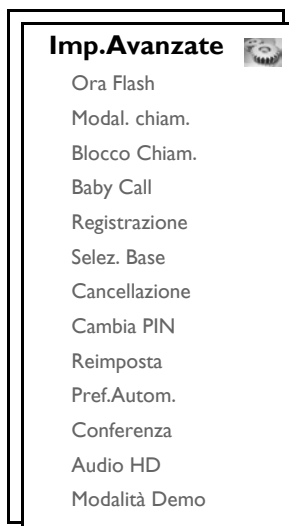 Imp.Avanzate
Ora Flash
Modal. chiam.
Blocco Chiam.
Baby Call
Registrazione
Selez. Base
Cancellazione
Cambia PIN
Reimposta
Pref.Autom.
Conferenza
Audio HD
Modalità Demo